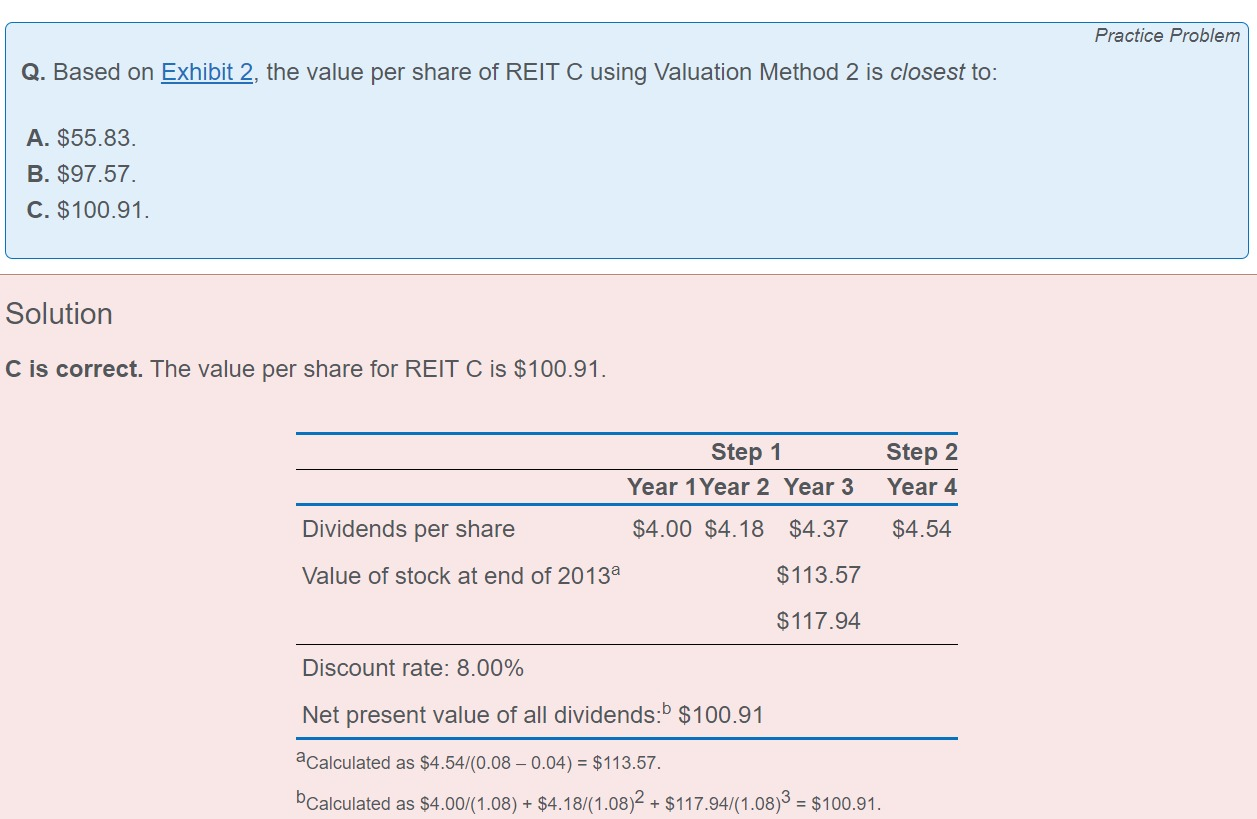 Practice Problem
Q. Based on Exhibit 2, the value per share of REIT C using Valuation Method 2 is closest to:
A. $55.83.
B. $97.57.
C. $100.91.
Solution
C is correct. The value per share for REIT C is $100.91.
Step 1 Step 2
Year 1 Year 2 Year 3 Year 4
Dividends per share $4.00 $4.18 $4.37 $4.54
Value of stock at end of 2013a $113.57
$117.94
Discount rate: 8.00%
Net present value of all dividends:b $100.91
aCalculated as $4.54/(0.08 – 0.04) = $113.57.
bCalculated as $4.00/(1.08) + $4.18/(1.08)2 + $117.94/(1.08)3 = $100.91.